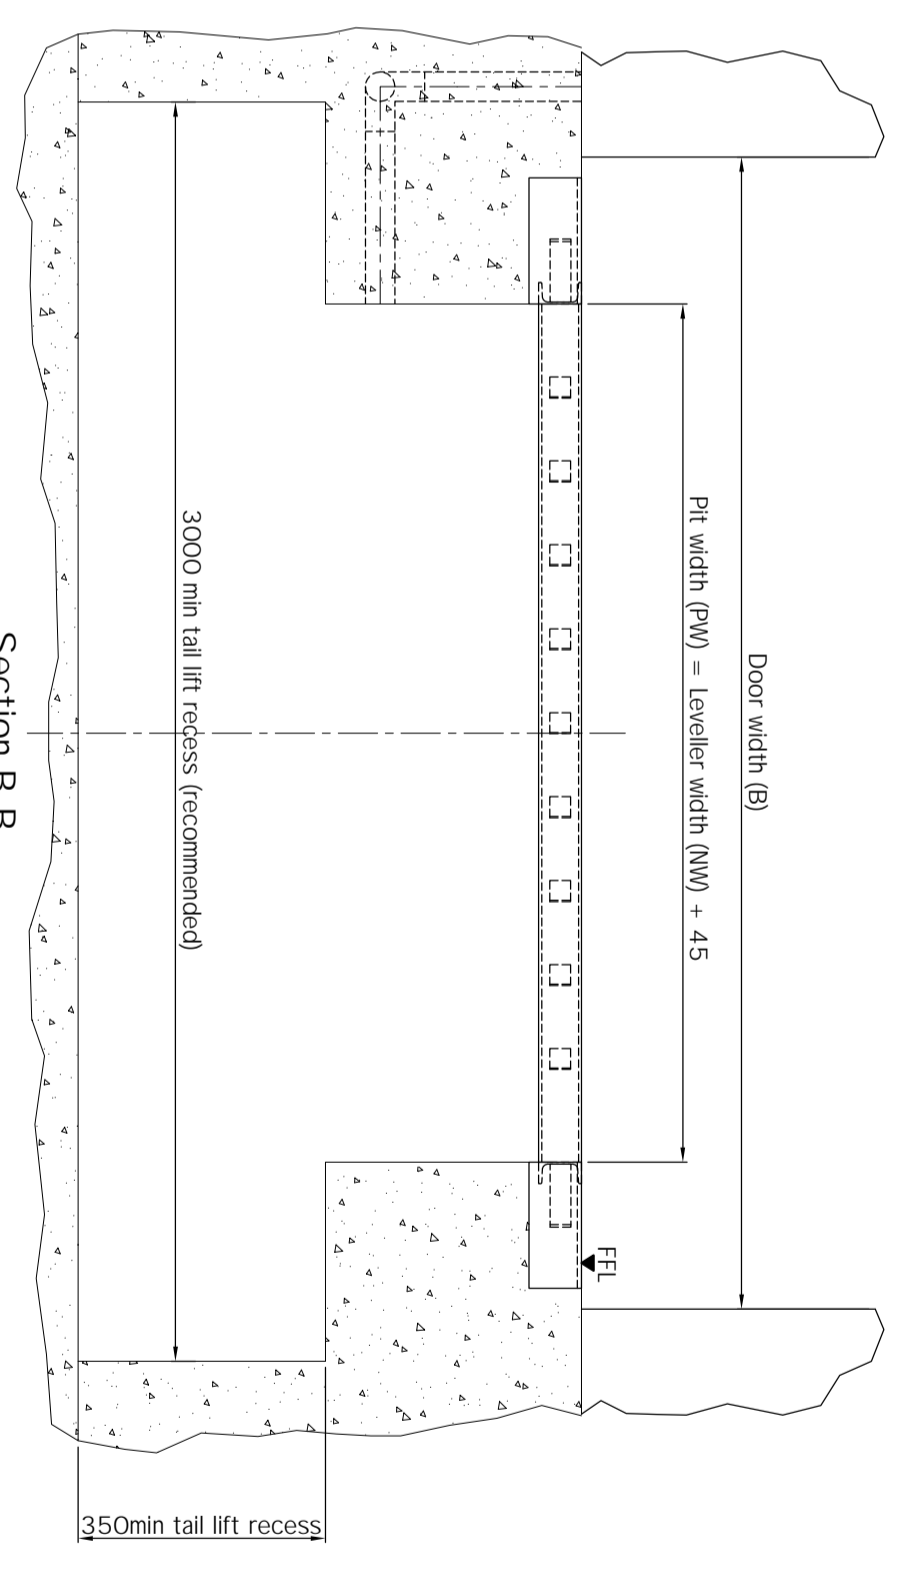 Door width (B)
Pit width (PW) = Leveller width (NW) + 45
FFL
3000 min tail lift recess (recommended)
350min tail lift recess
Section B B